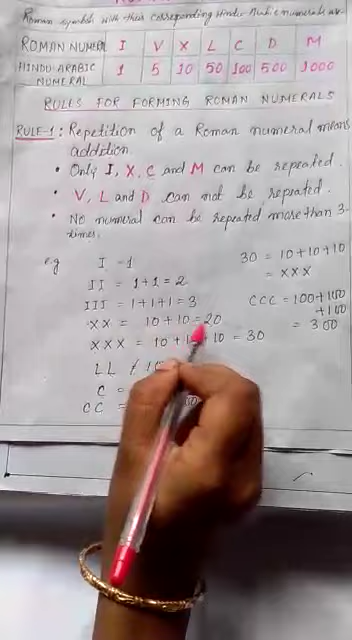 Roman symbols with their corresponding Hindu-Arabic numerals are
ROMAN NUMERAL I V X L C D M
HINDU-ARABIC NUMERAL 1 5 10 50 100 500 1000
RULES FOR FORMING ROMAN NUMERALS
RULE-1: Repetition of a Roman numeral means
addition.
• Only I, X, C and M can be repeated.
• V, L and D can not be repeated.
• No numeral can be repeated more than 3-
times.
e.g I = 1
II = 1+1 = 2
III = 1+1+1 = 3
XX = 10+10 = 20
XXX = 10+10+10 = 30
LL ≠
C =
CC =
30 = 10+10+10
= XXX
CCC = 100+100
+100
= 300